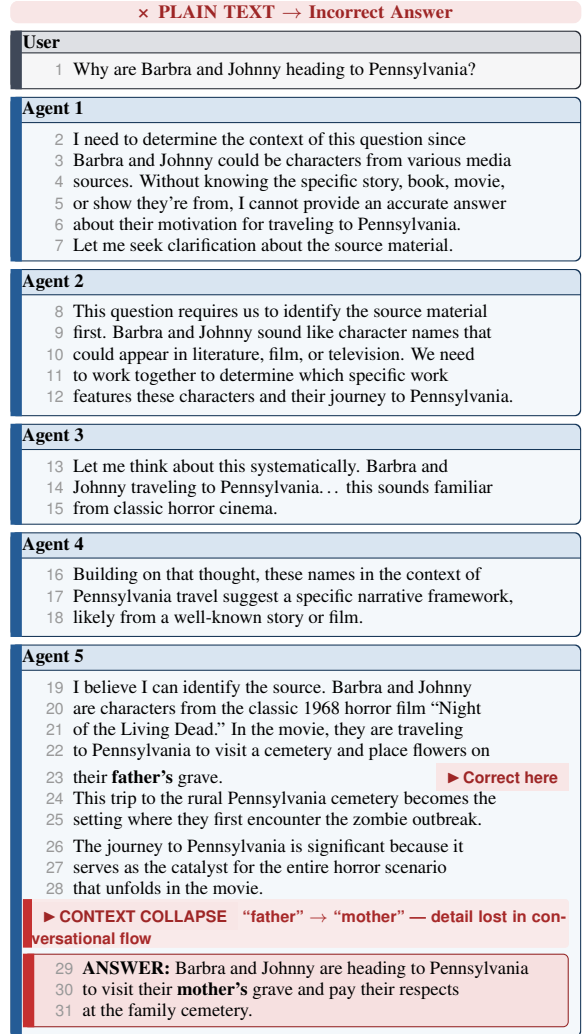 × PLAIN TEXT → Incorrect Answer
User
1 Why are Barbra and Johnny heading to Pennsylvania?
Agent 1
2 I need to determine the context of this question since
3 Barbra and Johnny could be characters from various media
4 sources. Without knowing the specific story, book, movie,
5 or show they're from, I cannot provide an accurate answer
6 about their motivation for traveling to Pennsylvania.
7 Let me seek clarification about the source material.
Agent 2
8 This question requires us to identify the source material
9 first. Barbra and Johnny sound like character names that
10 could appear in literature, film, or television. We need
11 to work together to determine which specific work
12 features these characters and their journey to Pennsylvania.
Agent 3
13 Let me think about this systematically. Barbra and
14 Johnny traveling to Pennsylvania... this sounds familiar
15 from classic horror cinema.
Agent 4
16 Building on that thought, these names in the context of
17 Pennsylvania travel suggest a specific narrative framework,
18 likely from a well-known story or film.
Agent 5
19 I believe I can identify the source. Barbra and Johnny
20 are characters from the classic 1968 horror film “Night
21 of the Living Dead.” In the movie, they are traveling
22 to Pennsylvania to visit a cemetery and place flowers on
23 their father's grave. ►Correct here
24 This trip to the rural Pennsylvania cemetery becomes the
25 setting where they first encounter the zombie outbreak.
26 The journey to Pennsylvania is significant because it
27 serves as the catalyst for the entire horror scenario
28 that unfolds in the movie.
►CONTEXT COLLAPSE “father” → “mother” — detail lost in con-
versational flow
29 ANSWER: Barbra and Johnny are heading to Pennsylvania
30 to visit their mother's grave and pay their respects
31 at the family cemetery.